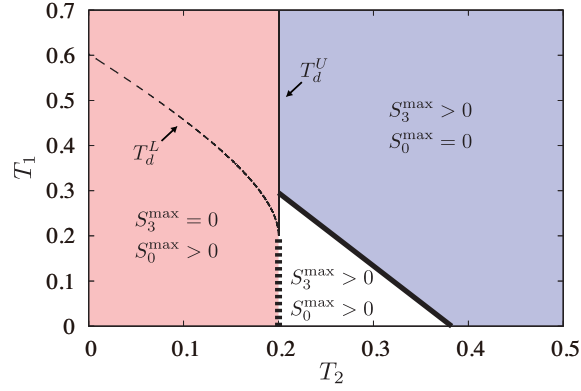 0.7
0.6
0.5
0.4
0.3
0.2
0.1
0
T_1
T_d^U
T_d^L
S_3^max > 0
S_0^max = 0
S_3^max = 0
S_0^max > 0
S_3^max > 0
S_0^max > 0
0 0.1 0.2 0.3 0.4 0.5
T_2